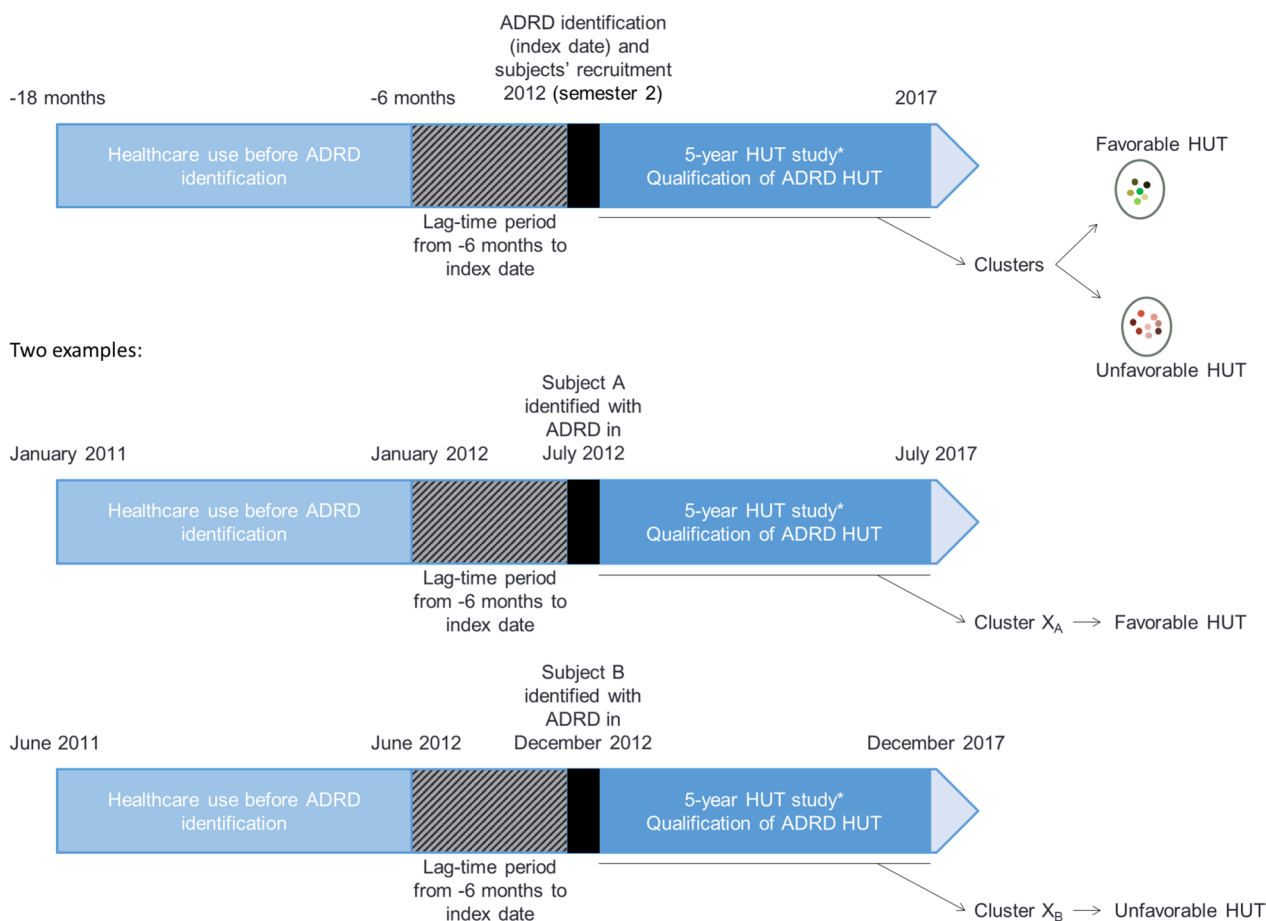 ADRD identification
(index date) and
subjects' recruitment
2012 (semester 2)
-18 months
-6 months
2017
Healthcare use before ADRD
identification
5-year HUT study*
Qualification of ADRD HUT
Lag-time period
from -6 months to
index date
Favorable HUT
Clusters
Unfavorable HUT
Two examples:
Subject A
identified with
ADRD in
July 2012
January 2011
January 2012
July 2017
Healthcare use before ADRD
identification
5-year HUT study*
Qualification of ADRD HUT
Lag-time period
from -6 months to
index date
Cluster X_A → Favorable HUT
Subject B
identified with
ADRD in
December 2012
June 2011
June 2012
December 2017
Healthcare use before ADRD
identification
5-year HUT study*
Qualification of ADRD HUT
Lag-time period
from -6 months to
index date
Cluster X_B → Unfavorable HUT